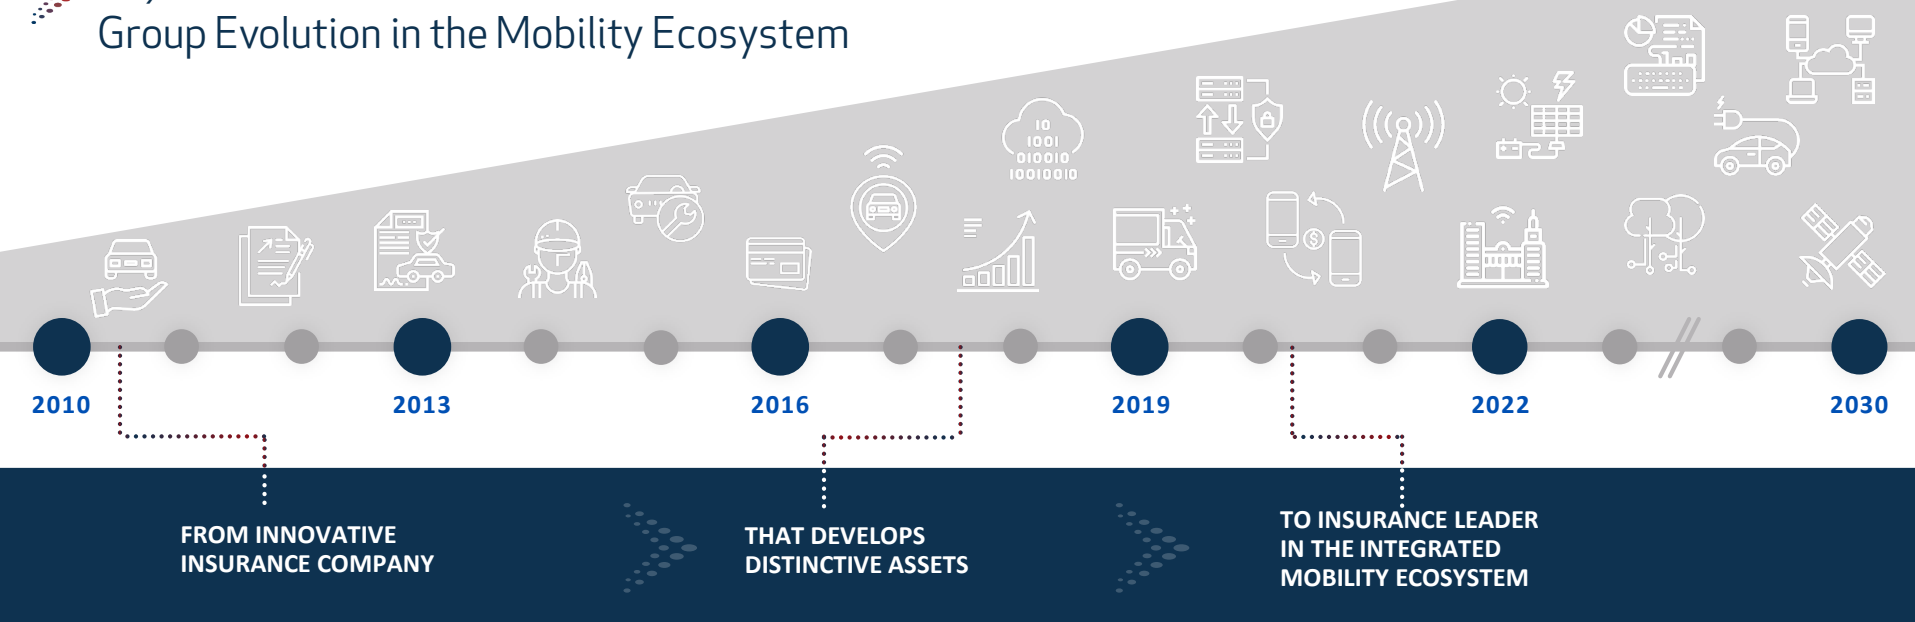 Group Evolution in the Mobility Ecosystem
10
1001
010010
10010010
$
2010
2013
2016
2019
2022
2030
FROM INNOVATIVE
INSURANCE COMPANY
THAT DEVELOPS
DISTINCTIVE ASSETS
TO INSURANCE LEADER
IN THE INTEGRATED
MOBILITY ECOSYSTEM